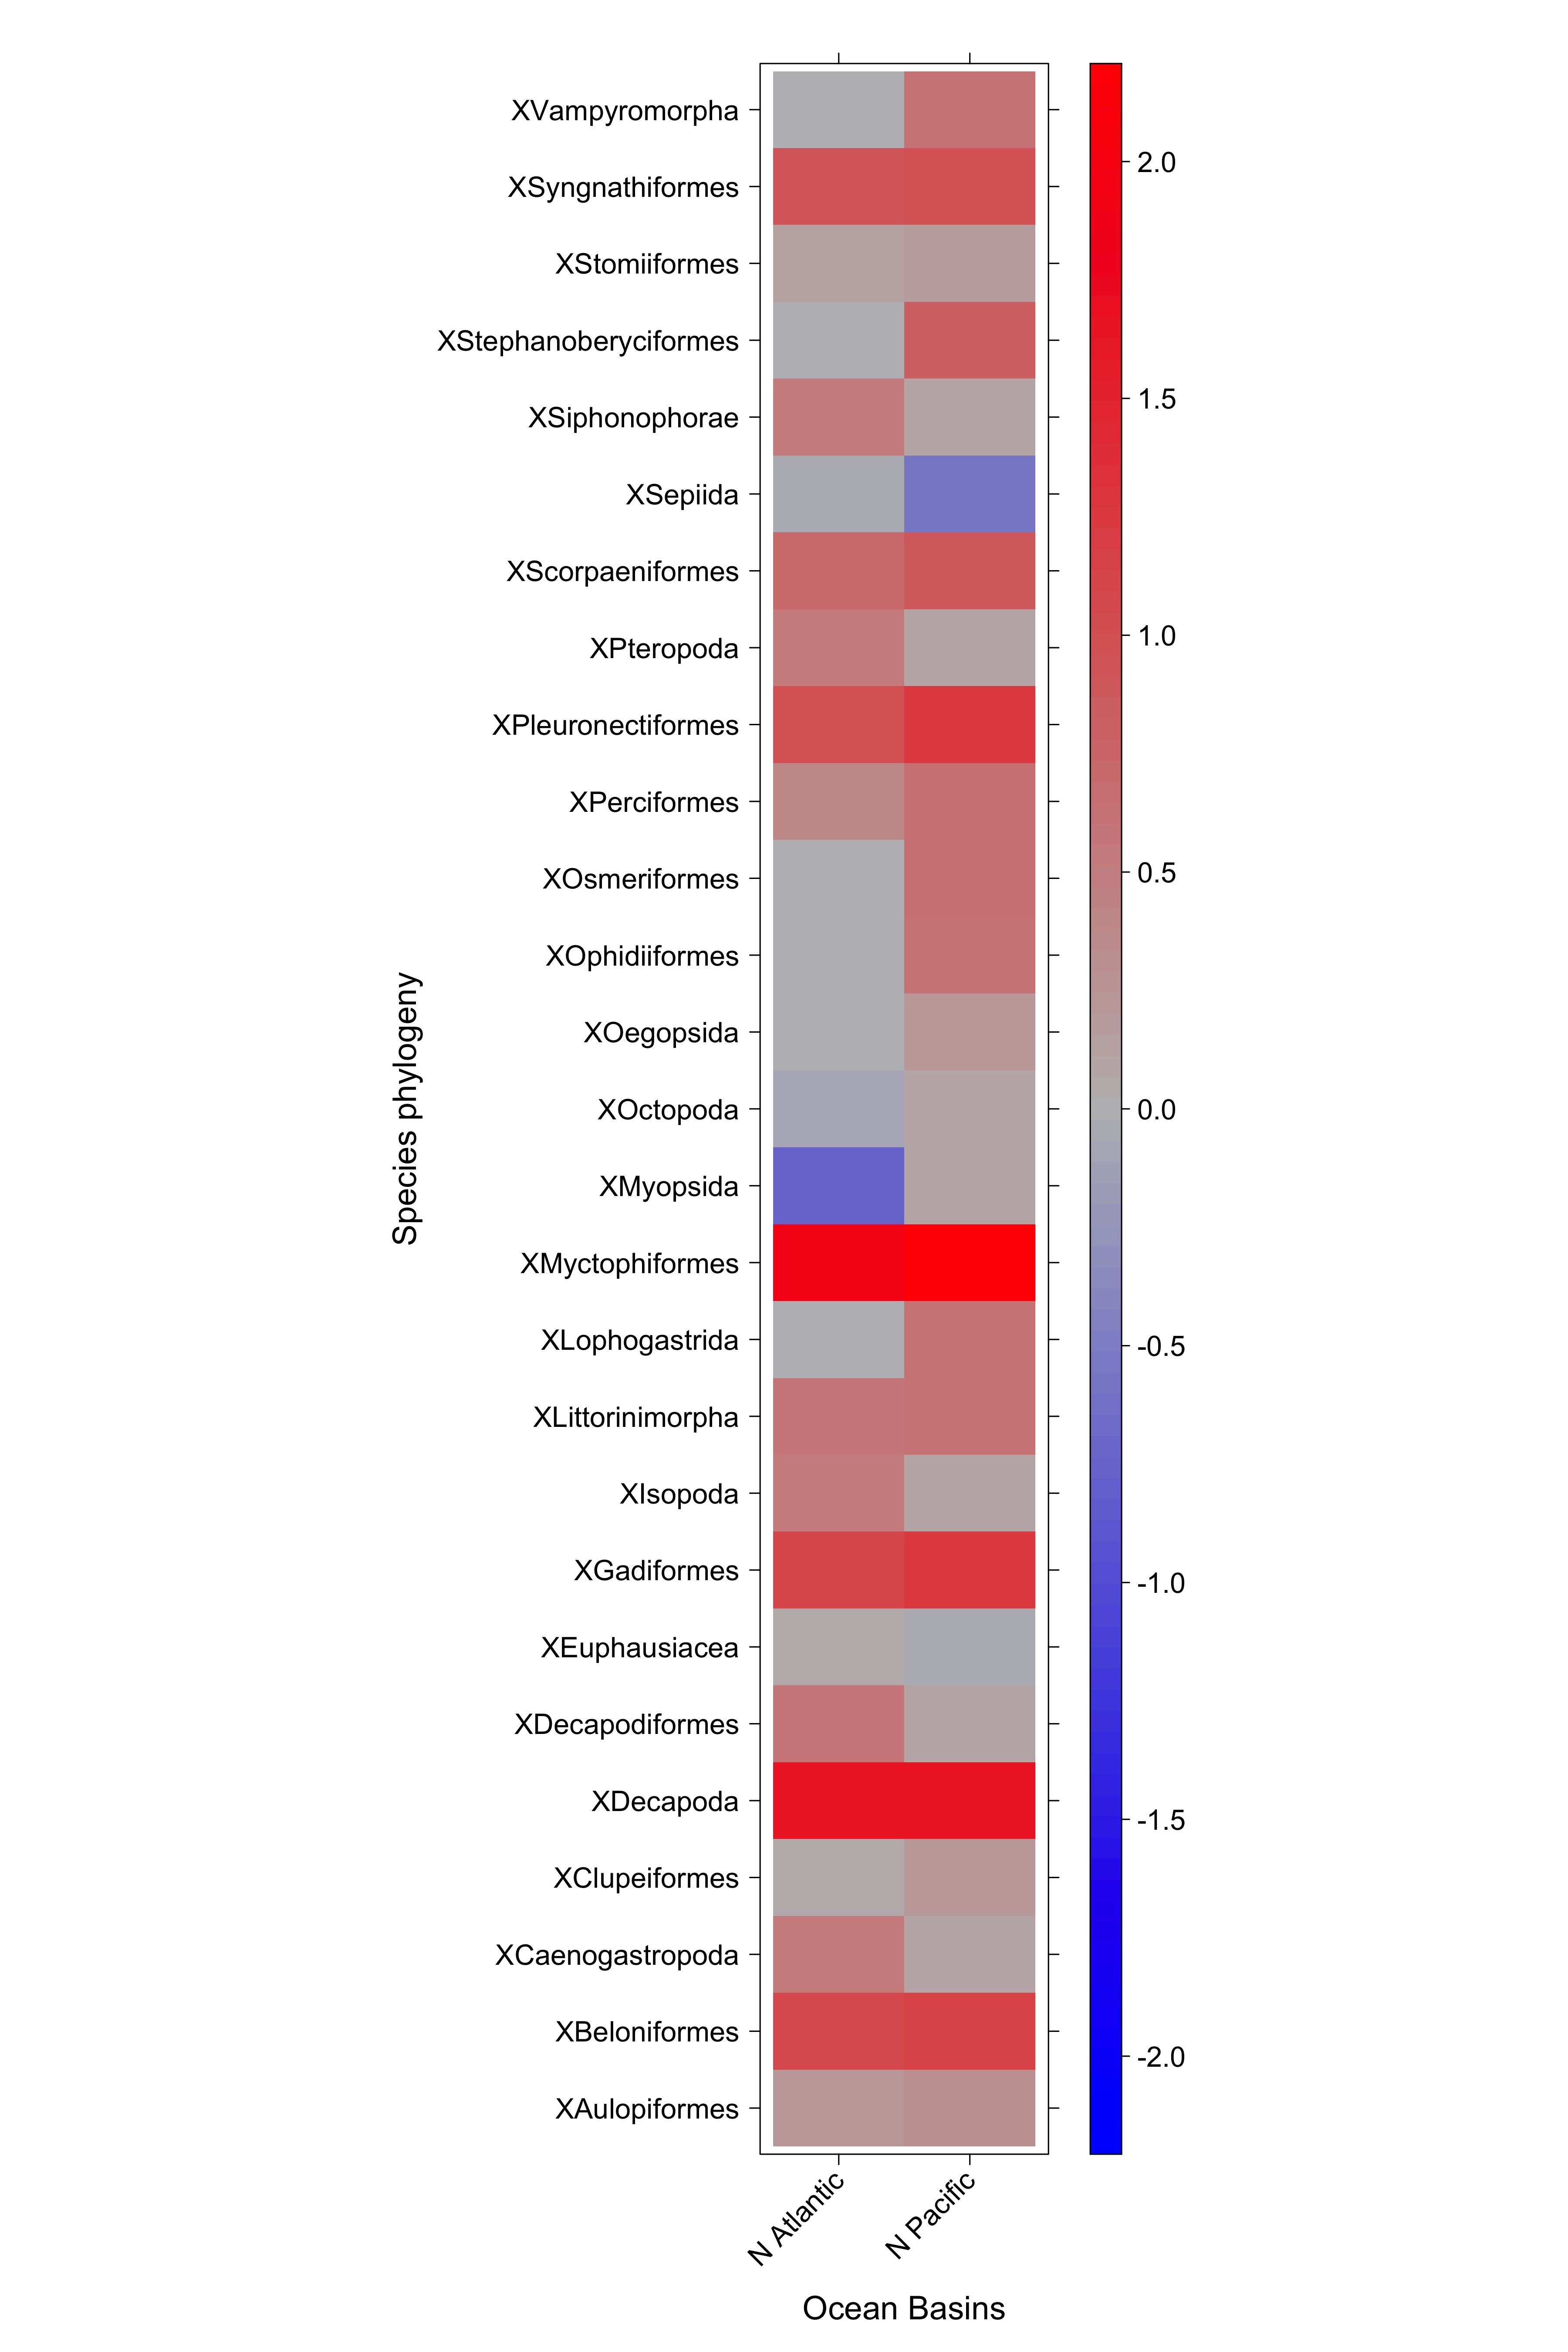 XVampyromorpha
XSyngnathiformes
XStomiiformes
XStephanoberyciformes
XSiphonophorae
XSepiida
XScorpaeniformes
XPteropoda
XPleuronectiformes
XPerciformes
XOsmeriformes
XOphidiiformes
XOegopsida
XOctopoda
XMyopsida
XMyctophiformes
XLophogastrida
XLittorinimorpha
XIsopoda
XGadiformes
XEuphausiacea
XDecapodiformes
XDecapoda
XClupeiformes
XCaenogastropoda
XBeloniformes
XAulopiformes
Species phylogeny
N Atlantic
N Pacific
Ocean Basins
2.0
1.5
1.0
0.5
0.0
-0.5
-1.0
-1.5
-2.0